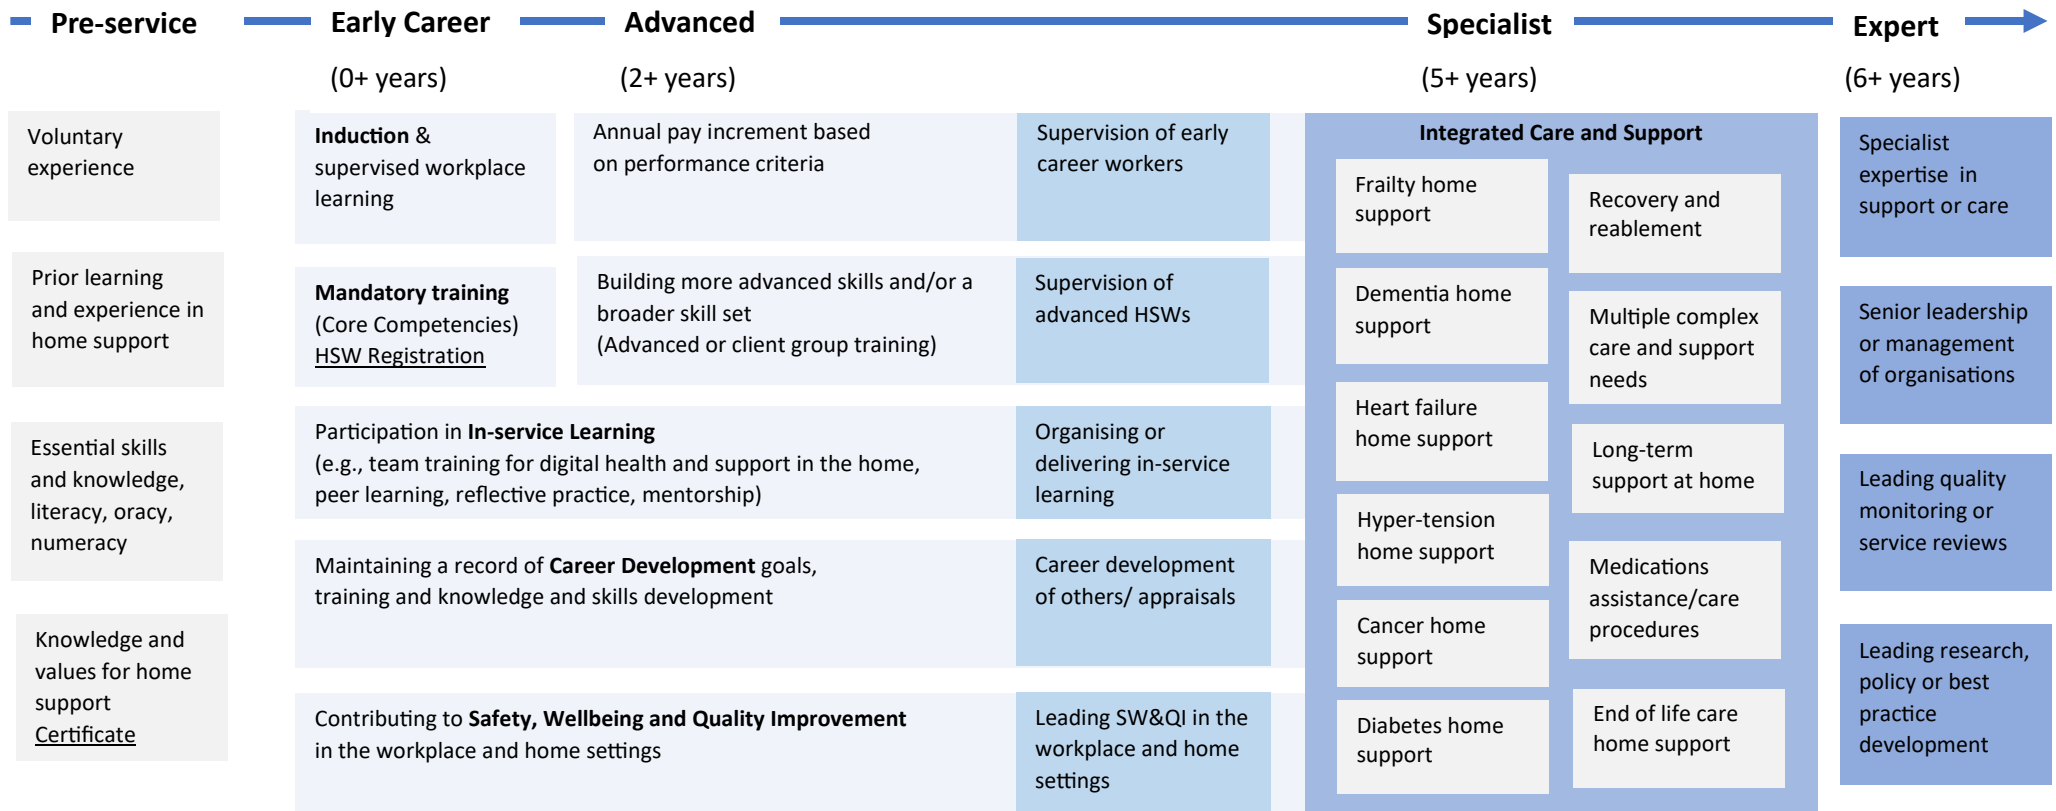 Pre-service
Early Career
Advanced
Specialist
Expert
(0+ years)
(2+ years)
(5+ years)
(6+ years)
Voluntary
experience
Prior learning
and experience in
home support
Essential skills
and knowledge,
literacy, oracy,
numeracy
Knowledge and
values for home
support
Certificate
Induction &
supervised workplace
learning
Mandatory training
(Core Competencies)
HSW Registration
Annual pay increment based
on performance criteria
Building more advanced skills and/or a
broader skill set
(Advanced or client group training)
Participation in In-service Learning
(e.g., team training for digital health and support in the home,
peer learning, reflective practice, mentorship)
Maintaining a record of Career Development goals,
training and knowledge and skills development
Contributing to Safety, Wellbeing and Quality Improvement
in the workplace and home settings
Supervision of early
career workers
Supervision of
advanced HSWs
Organising or
delivering in-service
learning
Career development
of others/ appraisals
Leading SW&QI in the
workplace and home
settings
Integrated Care and Support
Frailty home
support
Dementia home
support
Heart failure
home support
Hyper-tension
home support
Cancer home
support
Diabetes home
support
Recovery and
reablement
Multiple complex
care and support
needs
Long-term
support at home
Medications
assistance/care
procedures
End of life care
home support
Specialist
expertise in
support or care
Senior leadership
or management
of organisations
Leading quality
monitoring or
service reviews
Leading research,
policy or best
practice
development